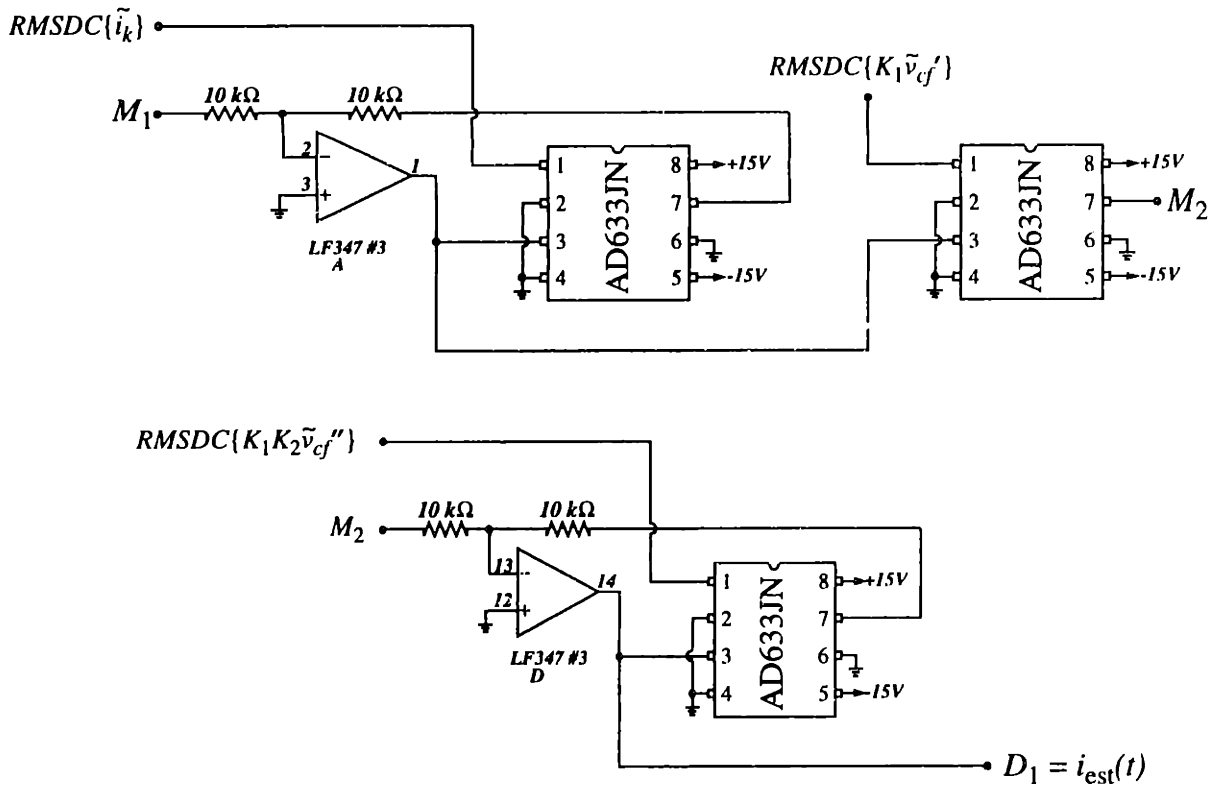 RMSDC{ĩ_k}
M₁
10 kΩ 10 kΩ
2 −
3 +
1
LF347 #3
A
AD633JN
1 8 +15V
2 7
3 6
4 5 -15V
RMSDC{K₁ṽ_cf′}
AD633JN
1 8 +15V
2 7 M₂
3 6
4 5 -15V
RMSDC{K₁K₂ṽ_cf″}
M₂
10 kΩ 10 kΩ
13 −
12 +
14
LF347 #3
D
AD633JN
1 8 +15V
2 7
3 6
4 5 -15V
D₁ = i_est(t)